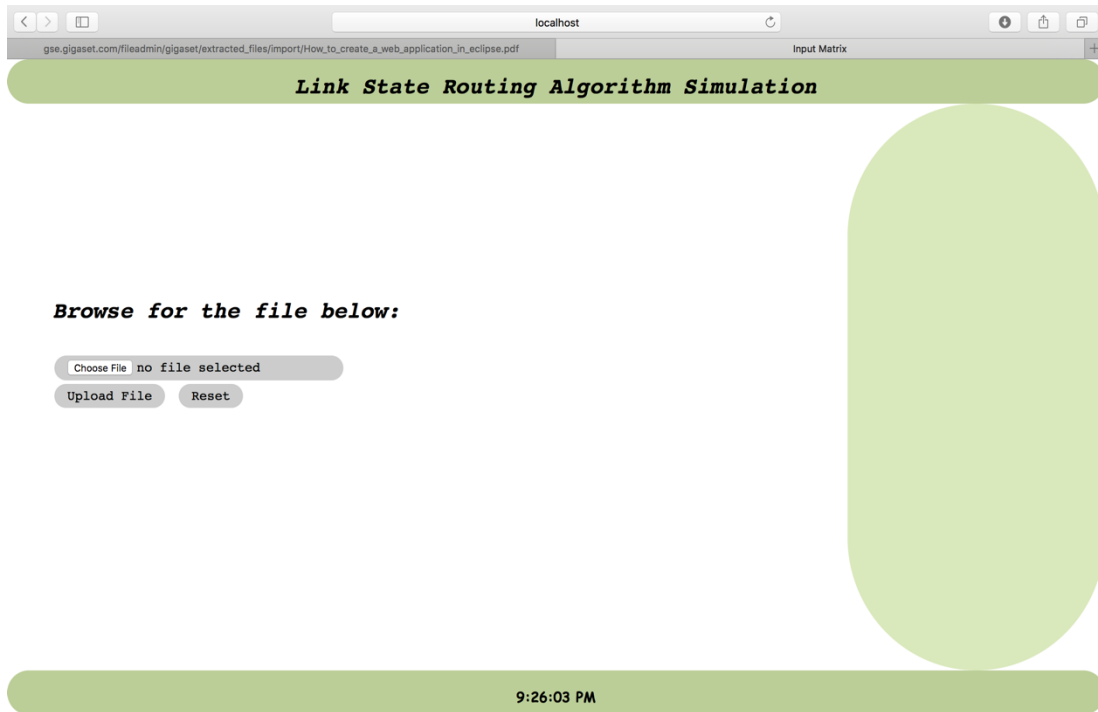 localhost
gse.gigaset.com/fileadmin/gigaset/extracted_files/import/How_to_create_a_web_application_in_eclipse.pdf
Input Matrix
Link State Routing Algorithm Simulation
Browse for the file below:
Choose File no file selected
Upload File Reset
9:26:03 PM